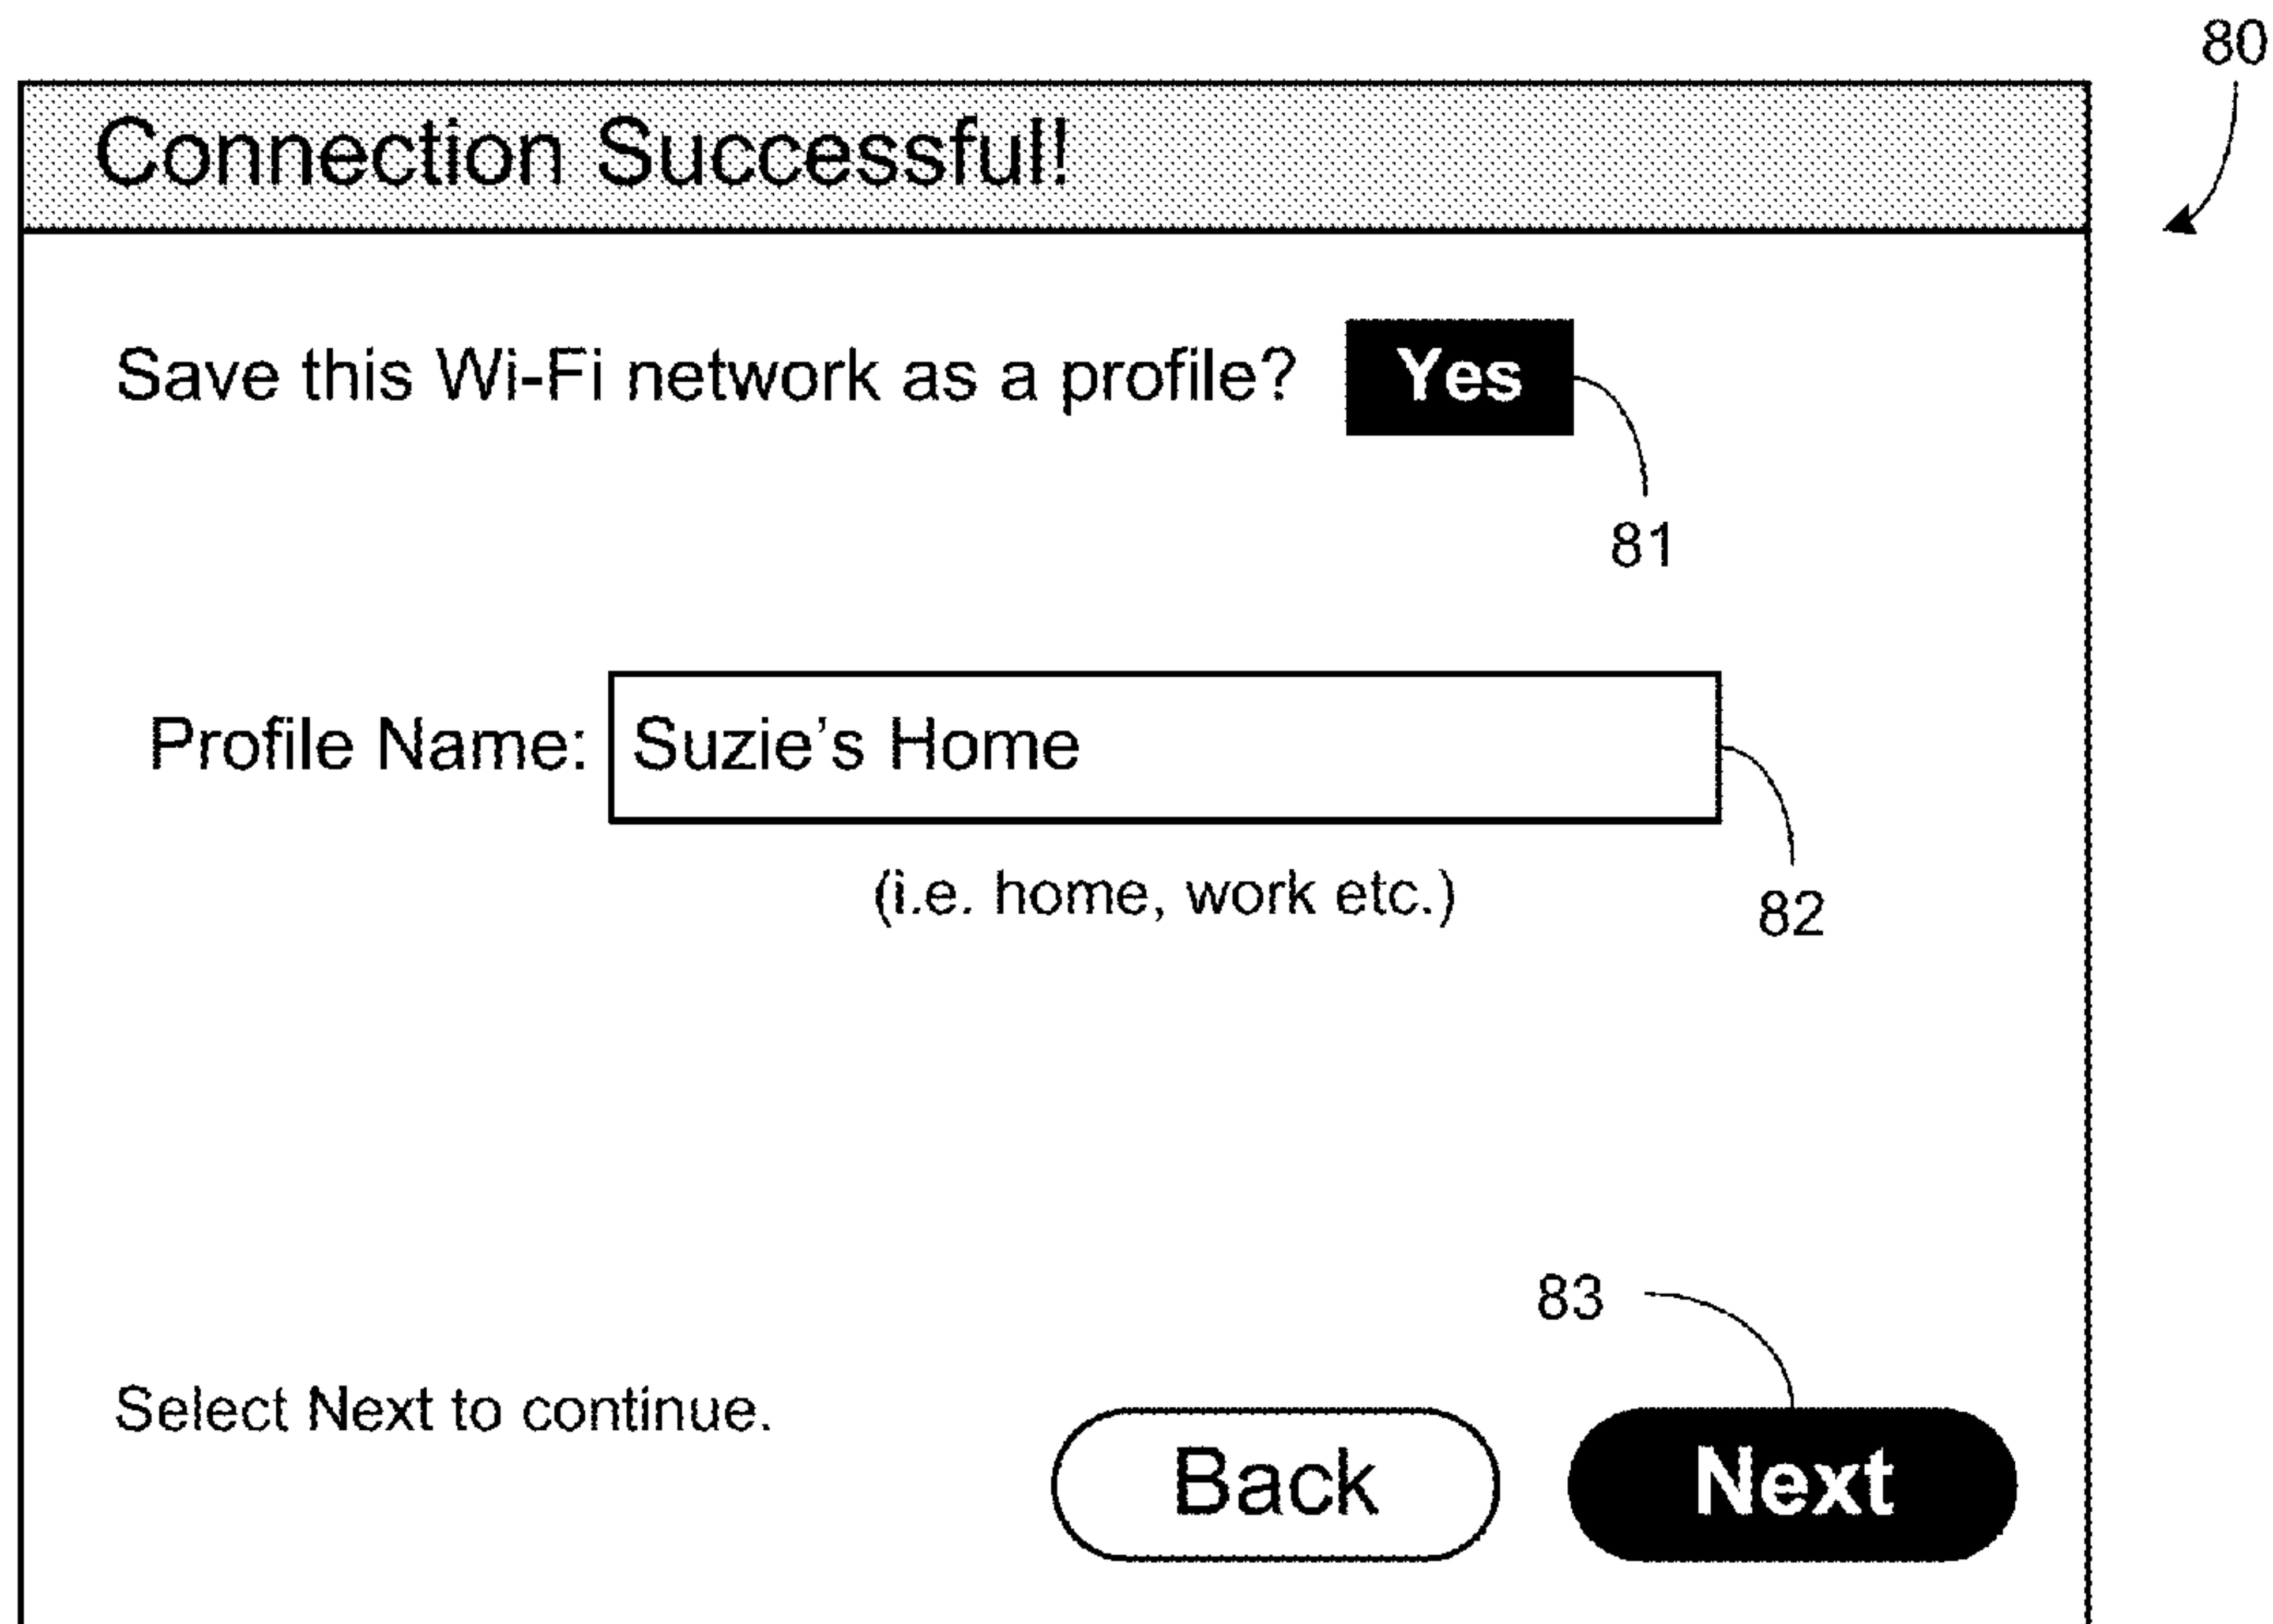 80
Connection Successful!
Save this Wi-Fi network as a profile? Yes
81
Profile Name: Suzie’s Home
(i.e. home, work etc.)
82
83
Select Next to continue.
Back Next